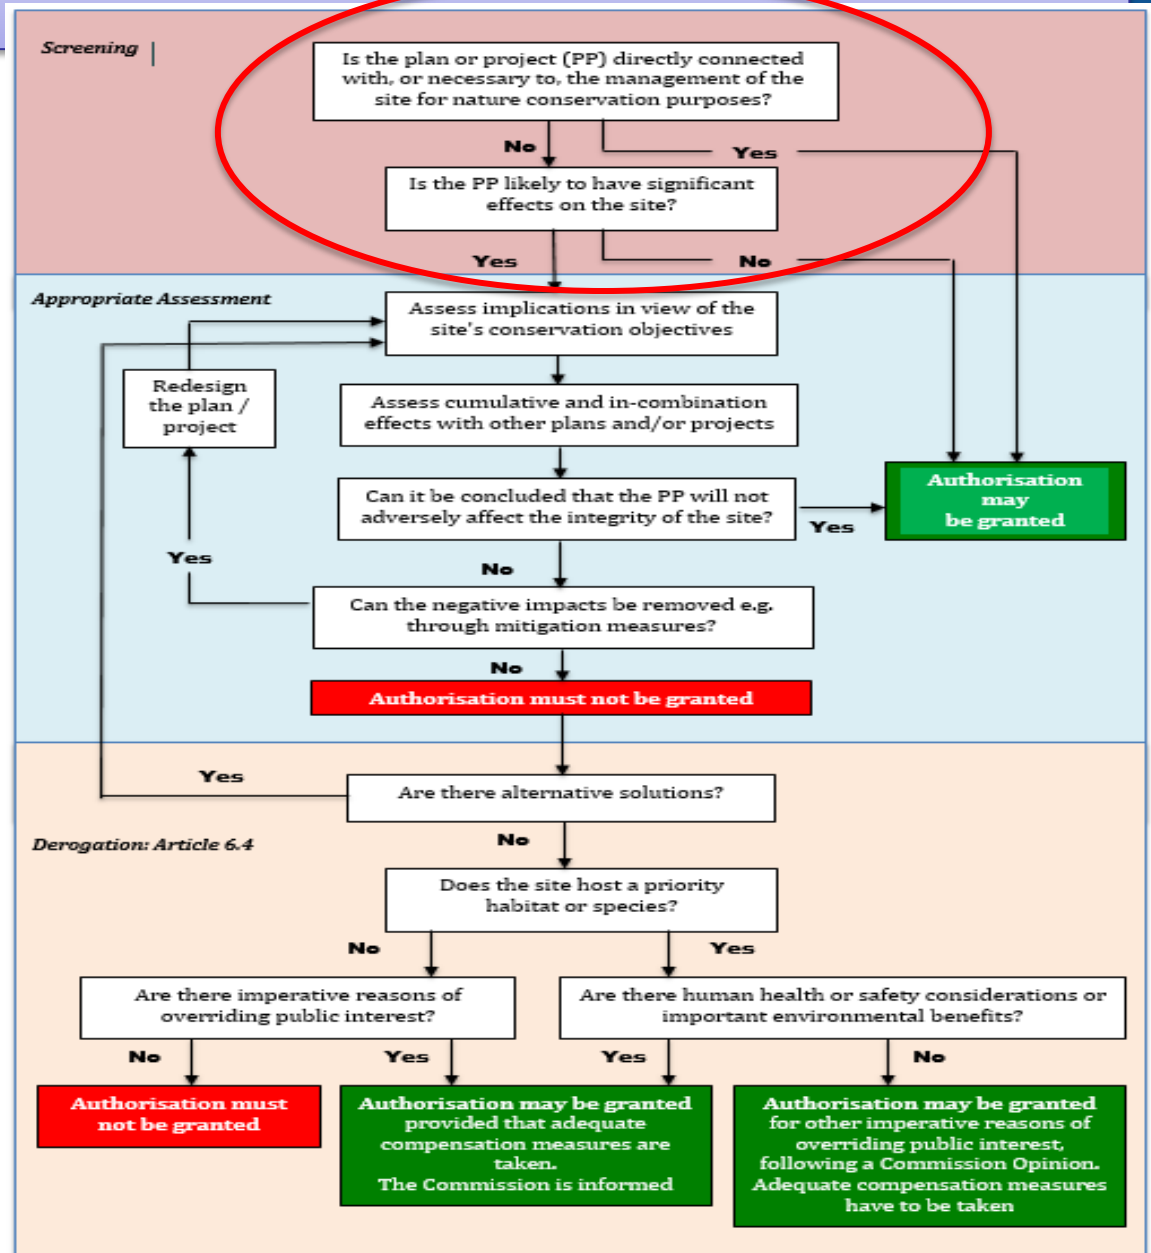 Screening
Is the plan or project (PP) directly connected
with, or necessary to, the management of the
site for nature conservation purposes?
No
Yes
Is the PP likely to have significant
effects on the site?
Yes
No
Appropriate Assessment
Assess implications in view of the
site's conservation objectives
Redesign
the plan /
project
Assess cumulative and in-combination
effects with other plans and/or projects
Can it be concluded that the PP will not
adversely affect the integrity of the site?
Yes
Authorisation
may
be granted
Yes
No
Can the negative impacts be removed e.g.
through mitigation measures?
No
Authorisation must not be granted
Yes
Are there alternative solutions?
Derogation: Article 6.4
No
Does the site host a priority
habitat or species?
No
Yes
Are there imperative reasons of
overriding public interest?
Are there human health or safety considerations or
important environmental benefits?
No
Yes
Yes
No
Authorisation must
not be granted
Authorisation may be granted
provided that adequate
compensation measures are
taken.
The Commission is informed
Authorisation may be granted
for other imperative reasons of
overriding public interest,
following a Commission Opinion.
Adequate compensation measures
have to be taken